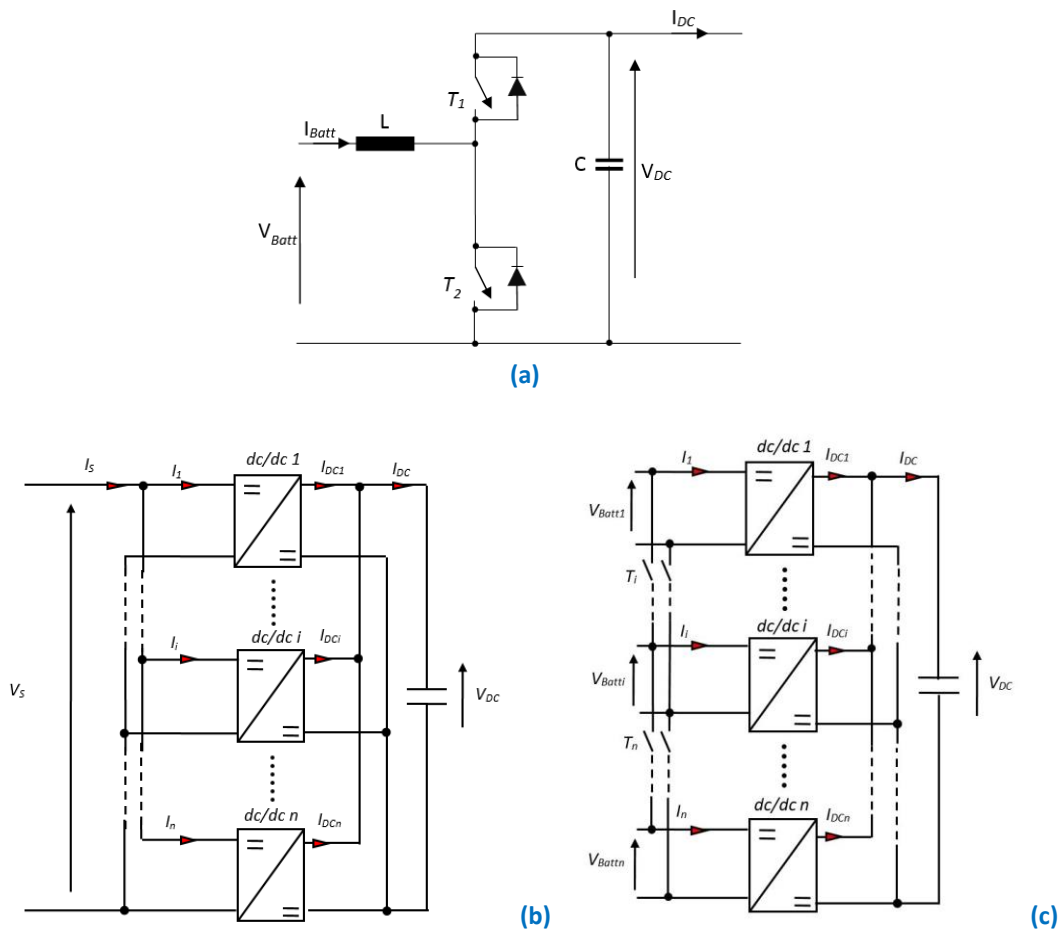 I_DC
T_1
I_Batt
L
C
V_DC
V_Batt
T_2
(a)
dc/dc 1
I_S
I_1
I_DC1
I_DC
dc/dc i
I_i
I_DCi
V_S
V_DC
dc/dc n
I_n
I_DCn
(b)
dc/dc 1
I_1
I_DC1
I_DC
V_Batt1
T_i
dc/dc i
I_i
I_DCi
V_Batti
V_DC
T_n
dc/dc n
I_n
I_DCn
V_Battn
(c)